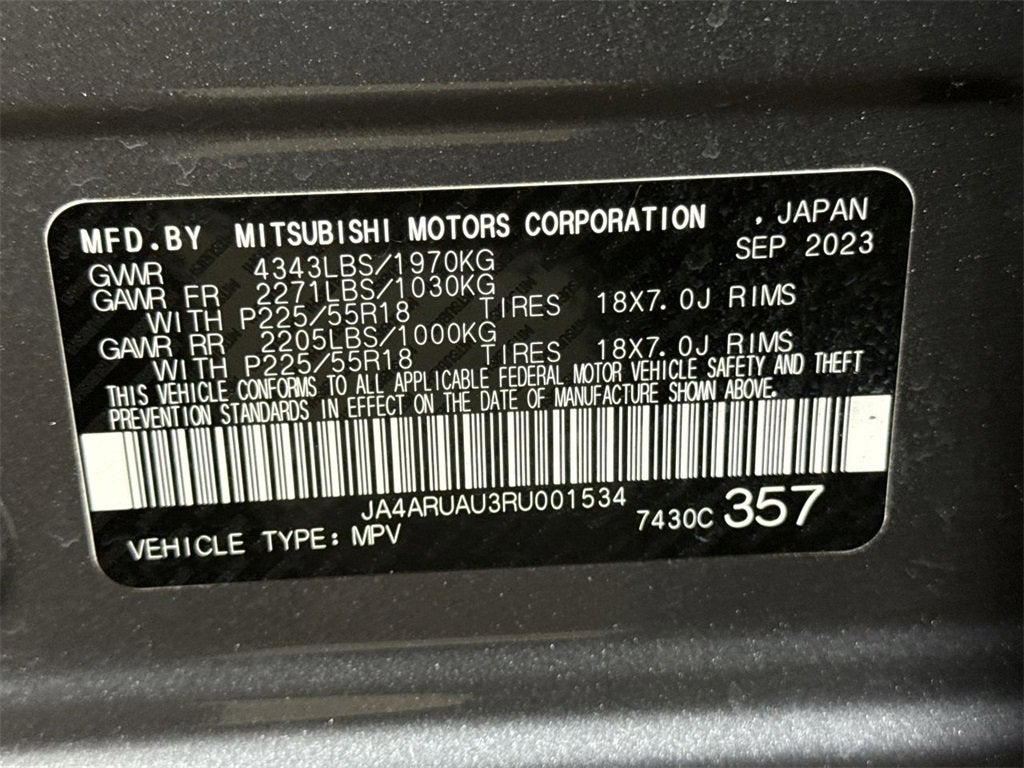 MFD.BY MITSUBISHI MOTORS CORPORATION . JAPAN
SEP 2023
GVWR 4343LBS/1970KG
GAWR FR 2271LBS/1030KG
WITH P225/55R18 TIRES 18X7.0J RIMS
GAWR RR 2205LBS/1000KG
WITH P225/55R18 TIRES 18X7.0J RIMS
THIS VEHICLE CONFORMS TO ALL APPLICABLE FEDERAL MOTOR VEHICLE SAFETY AND THEFT
PREVENTION STANDARDS IN EFFECT ON THE DATE OF MANUFACTURE SHOWN ABOVE.
JA4ARUAU3RU001534
7430C 357
VEHICLE TYPE: MPV